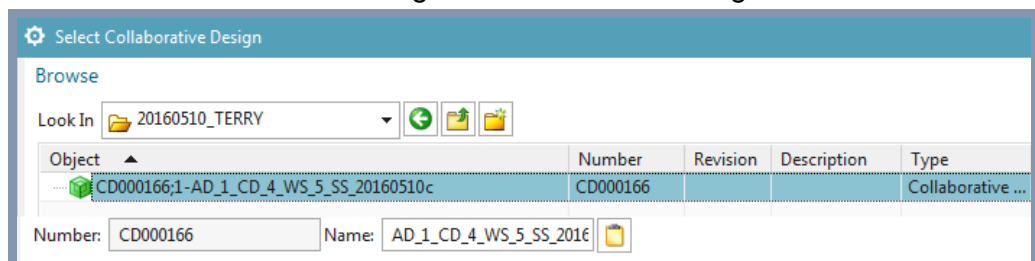 Select Collaborative Design
Browse
Look In 20160510_TERRY
Object Number Revision Description Type
CD000166;1-AD_1_CD_4_WS_5_SS_20160510c CD000166 Collaborative ...
Number: CD000166 Name: AD_1_CD_4_WS_5_SS_2016